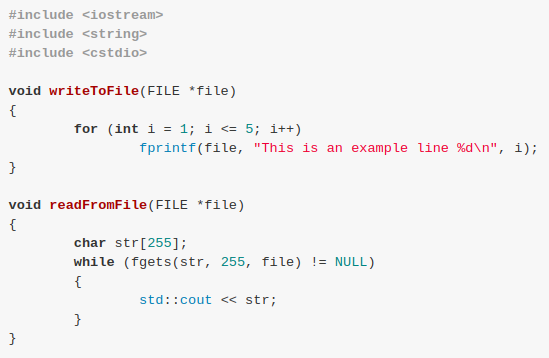 #include <iostream>
#include <string>
#include <cstdio>

void writeToFile(FILE *file)
{
        for (int i = 1; i <= 5; i++)
                fprintf(file, "This is an example line %d\n", i);
}

void readFromFile(FILE *file)
{
        char str[255];
        while (fgets(str, 255, file) != NULL)
        {
                std::cout << str;
        }
}